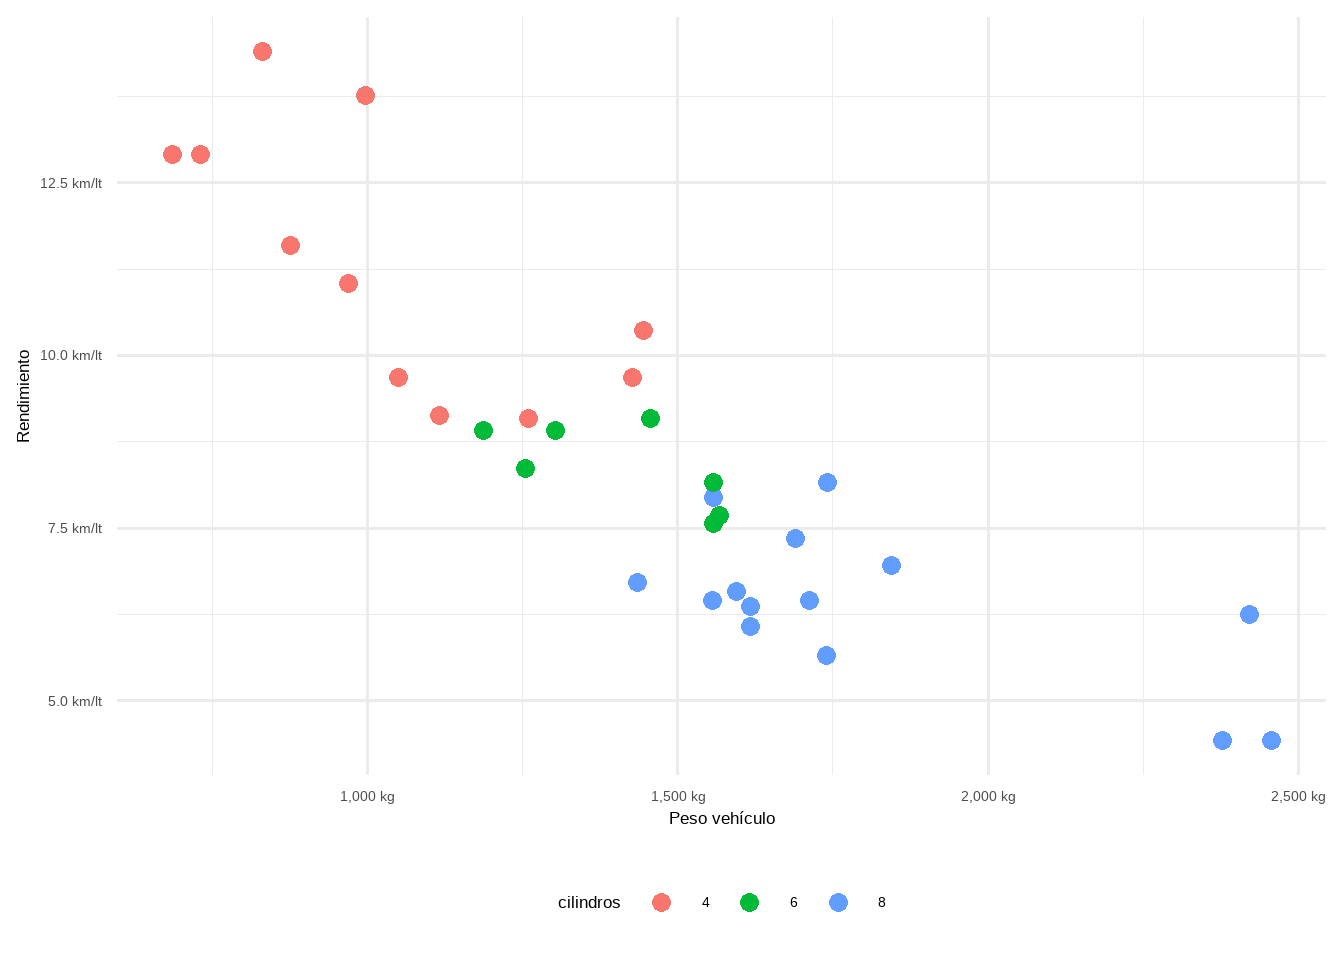 Rendimiento
12.5 km/lt
10.0 km/lt
7.5 km/lt
5.0 km/lt
1,000 kg
1,500 kg
2,000 kg
2,500 kg
Peso vehículo
cilindros 4 6 8